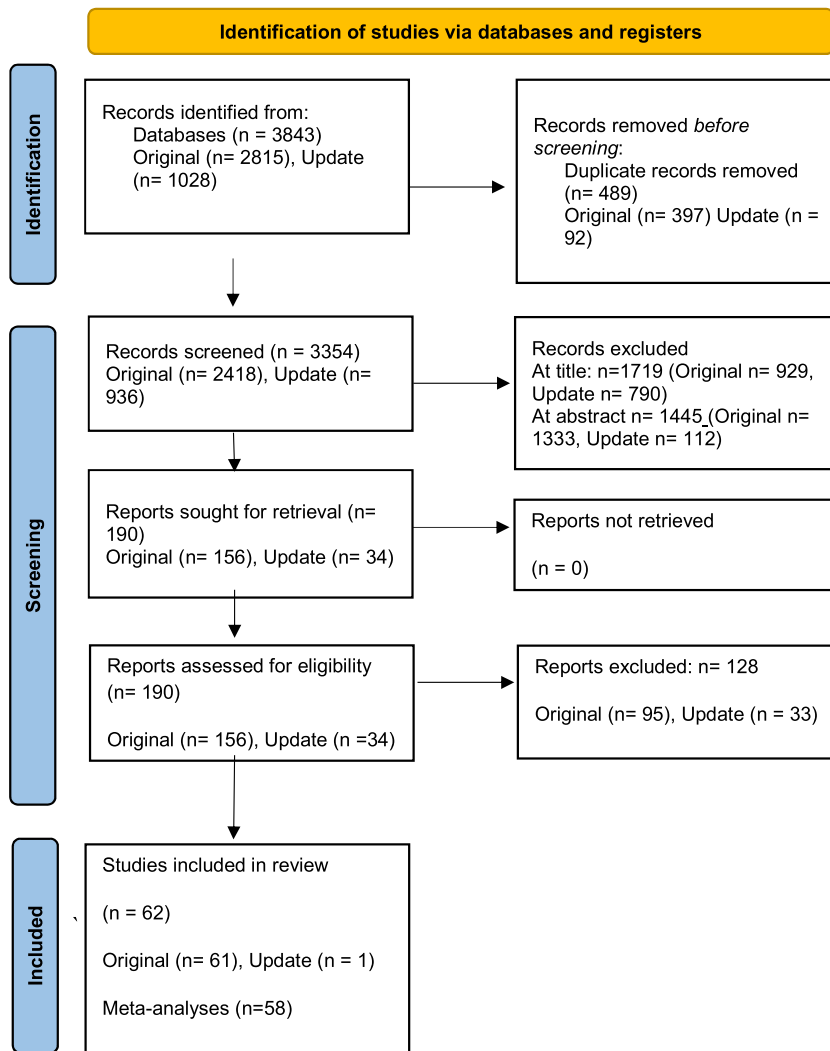 Identification of studies via databases and registers
Identification
Records identified from:
Databases (n = 3843)
Original (n= 2815), Update
(n= 1028)
Records removed before
screening:
Duplicate records removed
(n= 489)
Original (n= 397) Update (n =
92)
Screening
Records screened (n = 3354)
Original (n= 2418), Update (n=
936)
Records excluded
At title: n=1719 (Original n= 929,
Update n= 790)
At abstract n= 1445 (Original n=
1333, Update n= 112)
Reports sought for retrieval (n=
190)
Original (n= 156), Update (n= 34)
Reports not retrieved
(n = 0)
Reports assessed for eligibility
(n= 190)
Original (n= 156), Update (n =34)
Reports excluded: n= 128
Original (n= 95), Update (n = 33)
Included
Studies included in review
(n = 62)
Original (n= 61), Update (n = 1)
Meta-analyses (n=58)